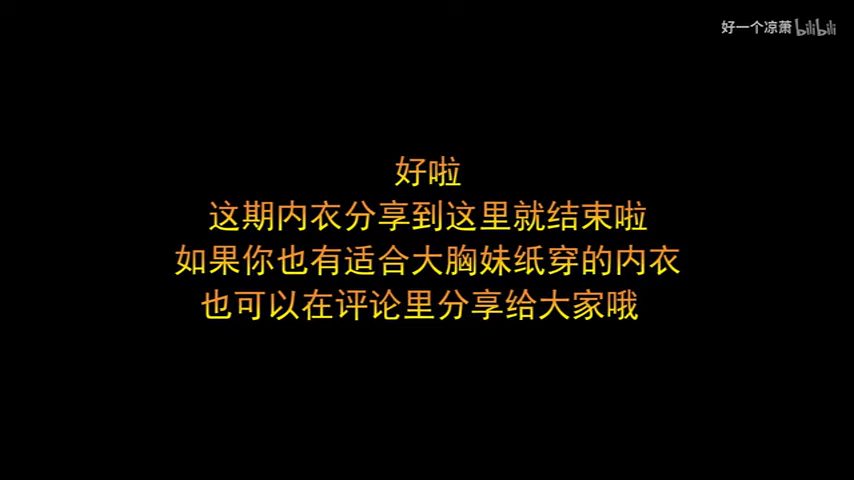 好一个凉萧 bilibili
好啦
这期内衣分享到这里就结束啦
如果你也有适合大胸妹纸穿的内衣
也可以在评论里分享给大家哦